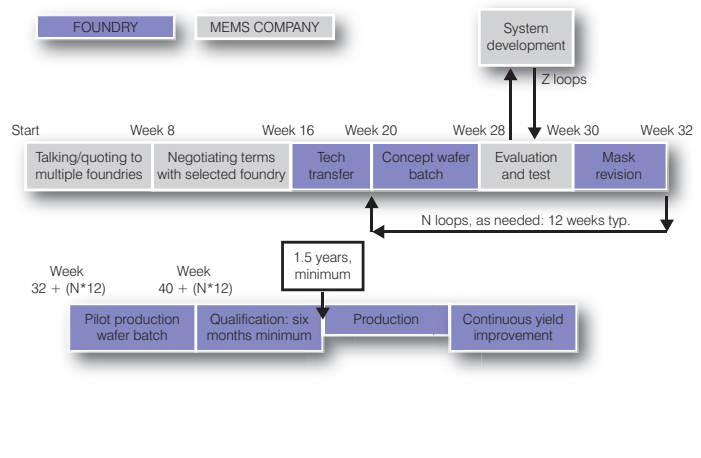 FOUNDRY
MEMS COMPANY
System
development
Z loops
Start
Week 8
Week 16
Week 20
Week 28
Week 30
Week 32
Talking/quoting to
multiple foundries
Negotiating terms
with selected foundry
Tech
transfer
Concept wafer
batch
Evaluation
and test
Mask
revision
N loops, as needed: 12 weeks typ.
1.5 years,
minimum
Week
32 + (N*12)
Week
40 + (N*12)
Pilot production
wafer batch
Qualification: six
months minimum
Production
Continuous yield
improvement